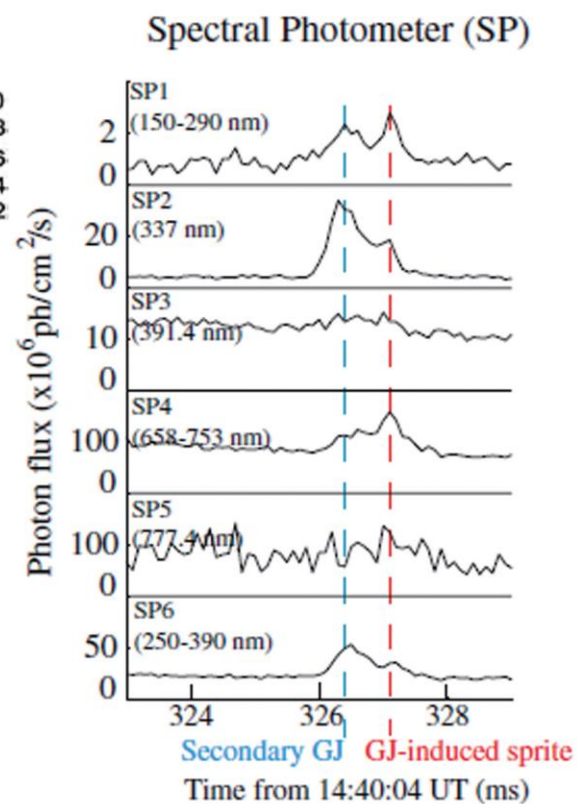 Spectral Photometer (SP)
Photon flux (x10⁶ph/cm²/s)
SP1
(150-290 nm)
2
0
SP2
(337 nm)
20
0
SP3
(391.4 nm)
10
0
SP4
(658-753 nm)
100
0
SP5
(777.4 nm)
100
0
SP6
(250-390 nm)
50
0
324 326 328
Secondary GJ GJ-induced sprite
Time from 14:40:04 UT (ms)